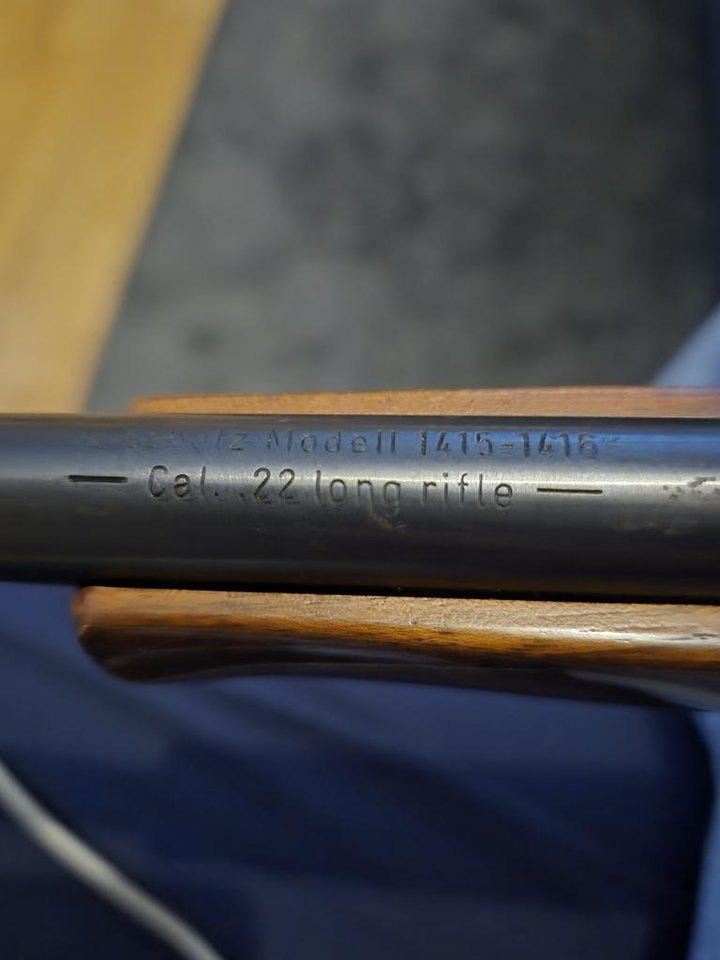 Modell 1415-1416
— Cal. .22 long rifle —